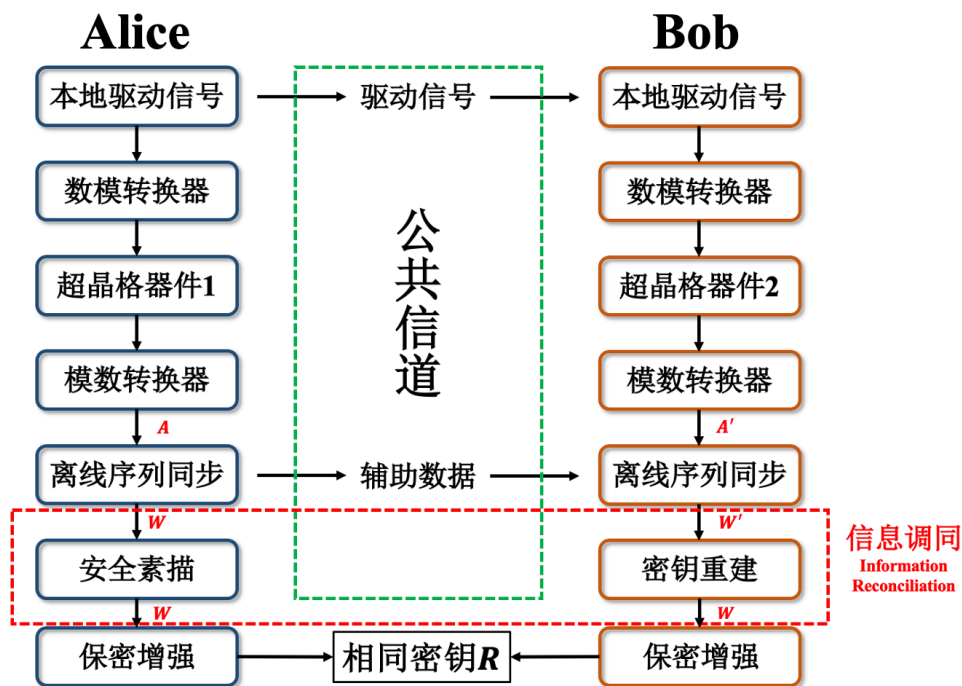 Alice
Bob
本地驱动信号
驱动信号
本地驱动信号
数模转换器
数模转换器
公共信道
超晶格器件1
超晶格器件2
模数转换器
模数转换器
A
A′
离线序列同步
辅助数据
离线序列同步
W
W′
信息调同
Information
Reconciliation
安全素描
密钥重建
W
W
保密增强
相同密钥R
保密增强